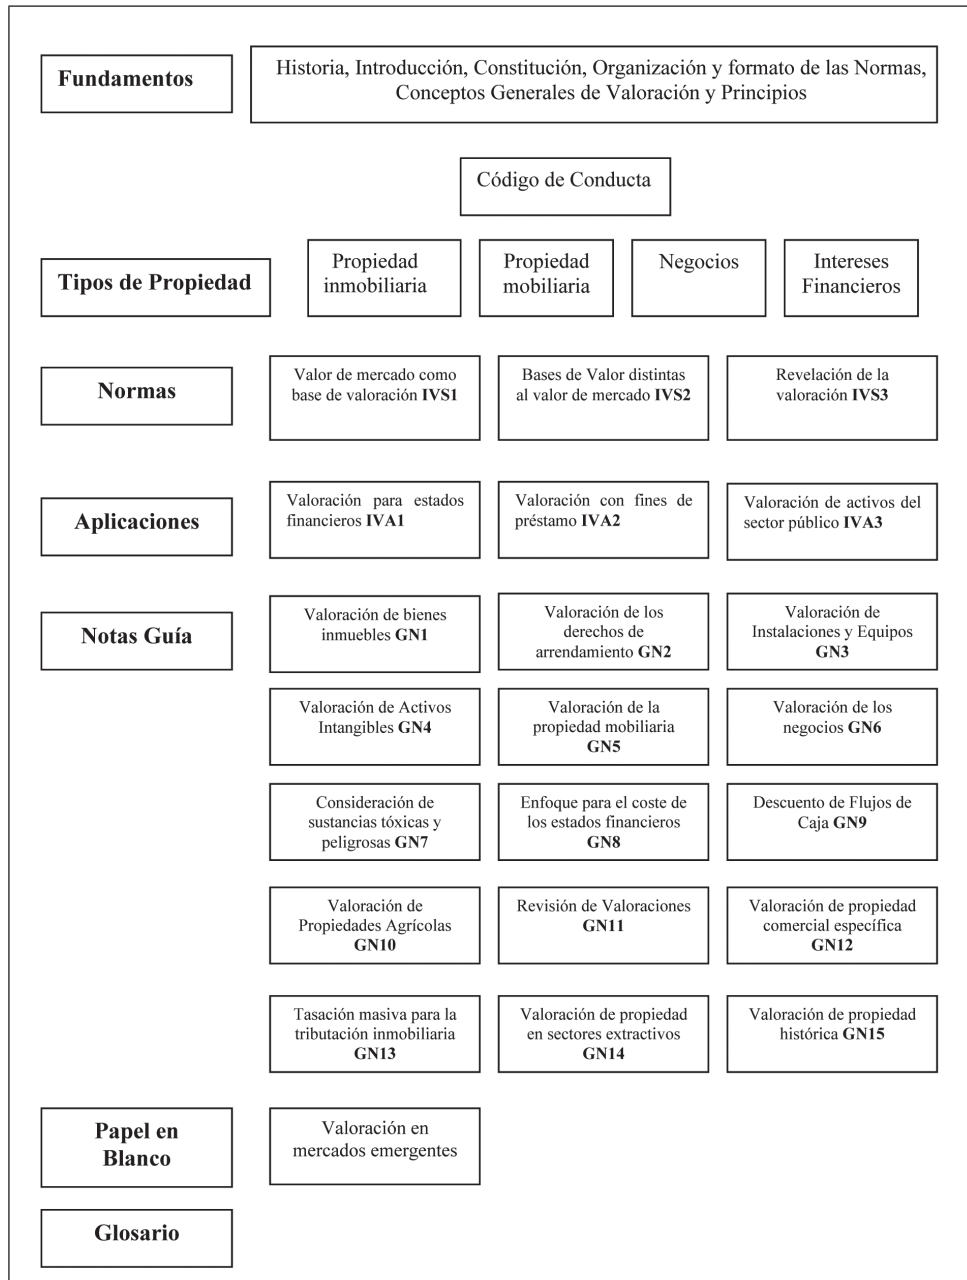 Fundamentos
Historia, Introducción, Constitución, Organización y formato de las Normas,
Conceptos Generales de Valoración y Principios
Código de Conducta
Tipos de Propiedad
Propiedad
inmobiliaria
Propiedad
mobiliaria
Negocios
Intereses
Financieros
Normas
Valor de mercado como
base de valoración IVS1
Bases de Valor distintas
al valor de mercado IVS2
Revelación de la
valoración IVS3
Aplicaciones
Valoración para estados
financieros IVA1
Valoración con fines de
préstamo IVA2
Valoración de activos del
sector público IVA3
Notas Guía
Valoración de bienes
inmuebles GN1
Valoración de los
derechos de
arrendamiento GN2
Valoración de
Instalaciones y Equipos
GN3
Valoración de Activos
Intangibles GN4
Valoración de la
propiedad mobiliaria
GN5
Valoración de los
negocios GN6
Consideración de
sustancias tóxicas y
peligrosas GN7
Enfoque para el coste de
los estados financieros
GN8
Descuento de Flujos de
Caja GN9
Valoración de
Propiedades Agrícolas
GN10
Revisión de Valoraciones
GN11
Valoración de propiedad
comercial específica
GN12
Tasación masiva para la
tributación inmobiliaria
GN13
Valoración de propiedad
en sectores extractivos
GN14
Valoración de propiedad
histórica GN15
Papel en
Blanco
Valoración en
mercados emergentes
Glosario